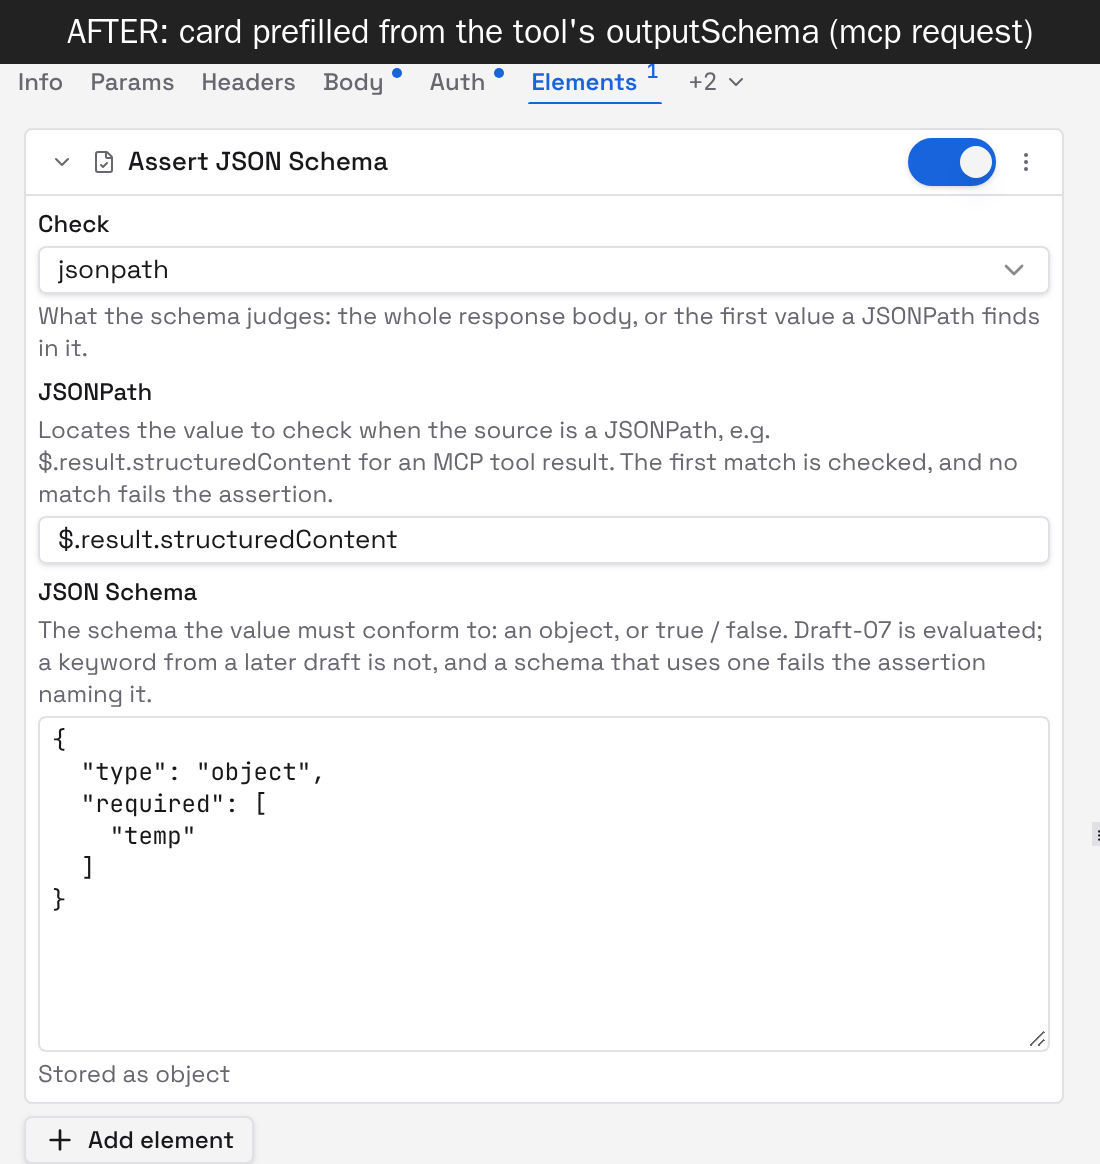 AFTER: card prefilled from the tool's outputSchema (mcp request)
Info Params Headers Body Auth Elements 1 +2
Assert JSON Schema
Check
jsonpath
What the schema judges: the whole response body, or the first value a JSONPath finds
in it.
JSONPath
Locates the value to check when the source is a JSONPath, e.g.
$.result.structuredContent for an MCP tool result. The first match is checked, and no
match fails the assertion.
$.result.structuredContent
JSON Schema
The schema the value must conform to: an object, or true / false. Draft-07 is evaluated;
a keyword from a later draft is not, and a schema that uses one fails the assertion
naming it.
{
  "type": "object",
  "required": [
    "temp"
  ]
}
Stored as object
+ Add element